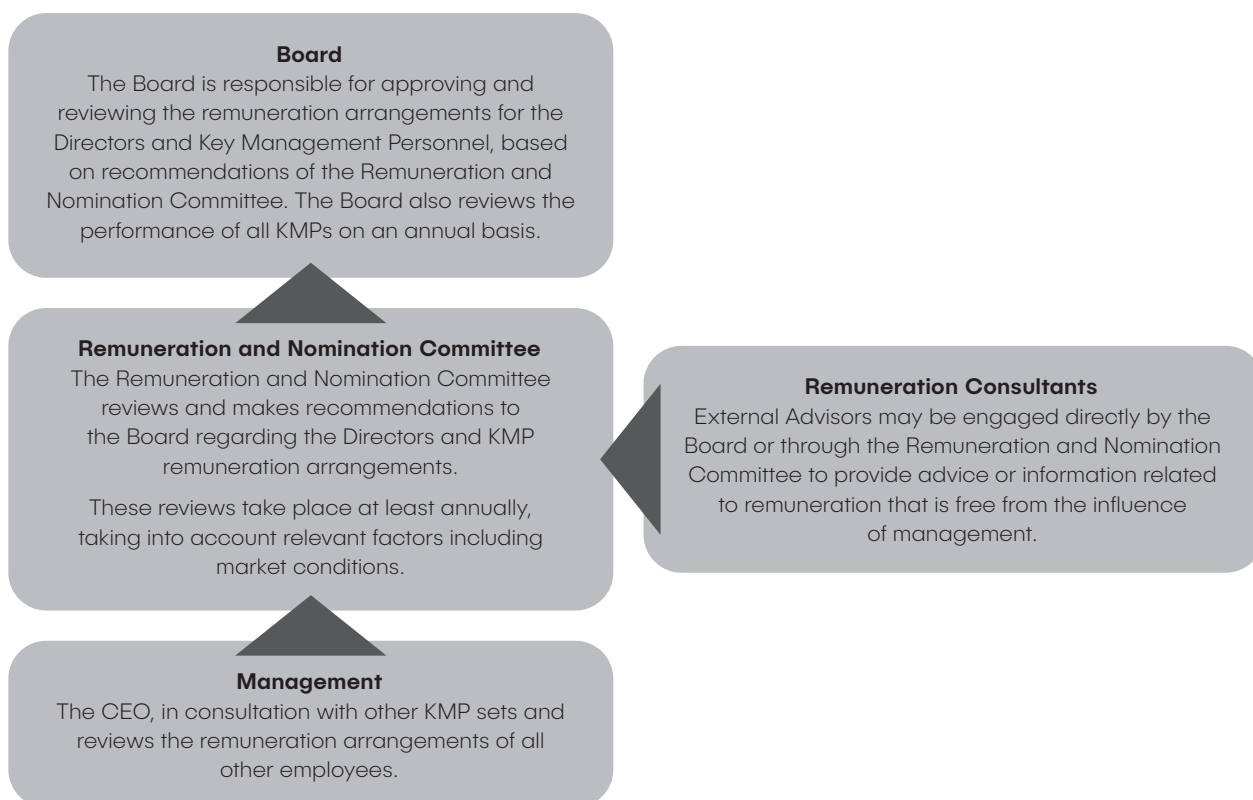 Board
The Board is responsible for approving and
reviewing the remuneration arrangements for the
Directors and Key Management Personnel, based
on recommendations of the Remuneration and
Nomination Committee. The Board also reviews the
performance of all KMPs on an annual basis.
Remuneration and Nomination Committee
The Remuneration and Nomination Committee
reviews and makes recommendations to
the Board regarding the Directors and KMP
remuneration arrangements.
These reviews take place at least annually,
taking into account relevant factors including
market conditions.
Remuneration Consultants
External Advisors may be engaged directly by the
Board or through the Remuneration and Nomination
Committee to provide advice or information related
to remuneration that is free from the influence
of management.
Management
The CEO, in consultation with other KMP sets and
reviews the remuneration arrangements of all
other employees.